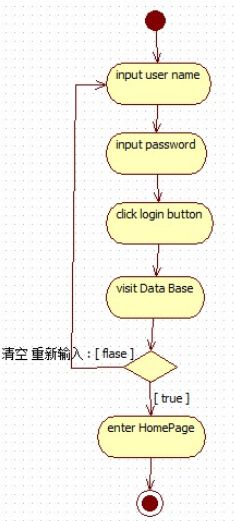 input user name
input password
click login button
visit Data Base
清空 重新输入 : [ flase ]
[ true ]
enter HomePage